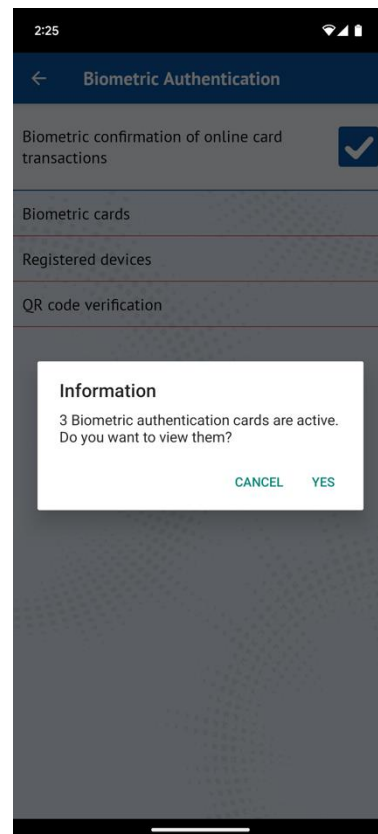 2:25
Biometric Authentication
Biometric confirmation of online card
transactions
Biometric cards
Registered devices
QR code verification
Information
3 Biometric authentication cards are active.
Do you want to view them?
CANCEL YES